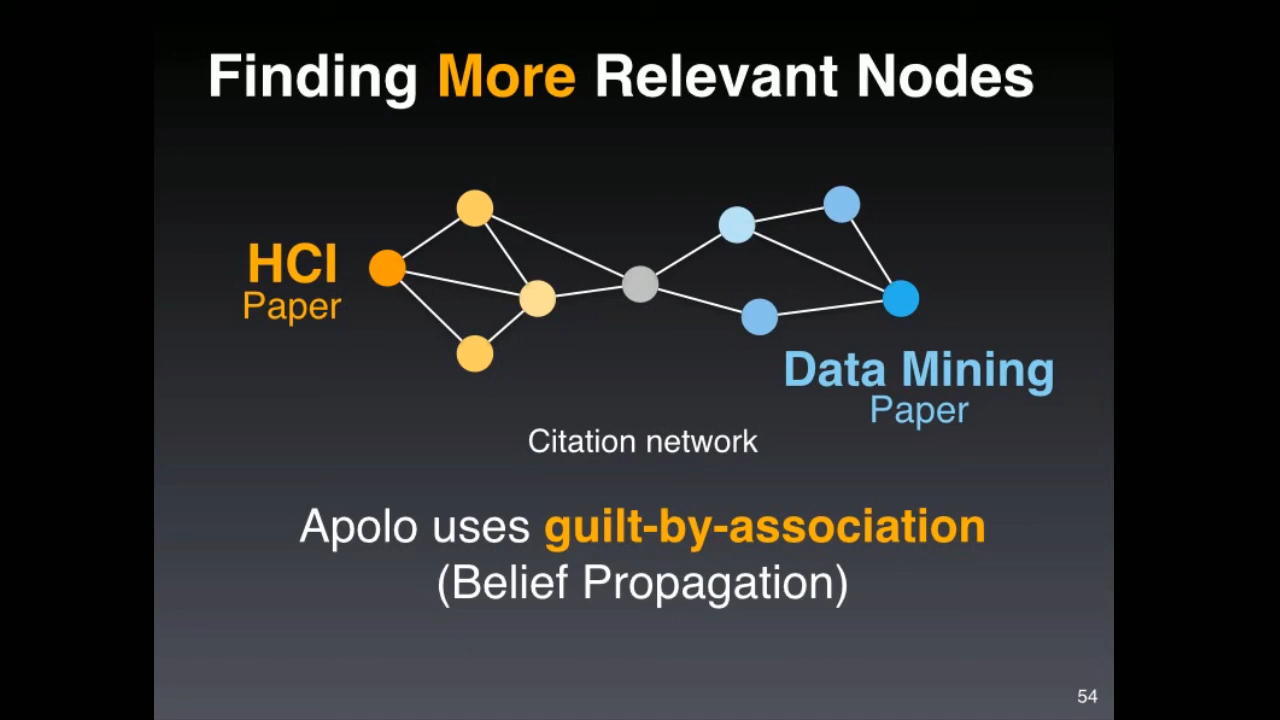 Finding More Relevant Nodes
HCI
Paper
Data Mining
Paper
Citation network
Apolo uses guilt-by-association
(Belief Propagation)
54